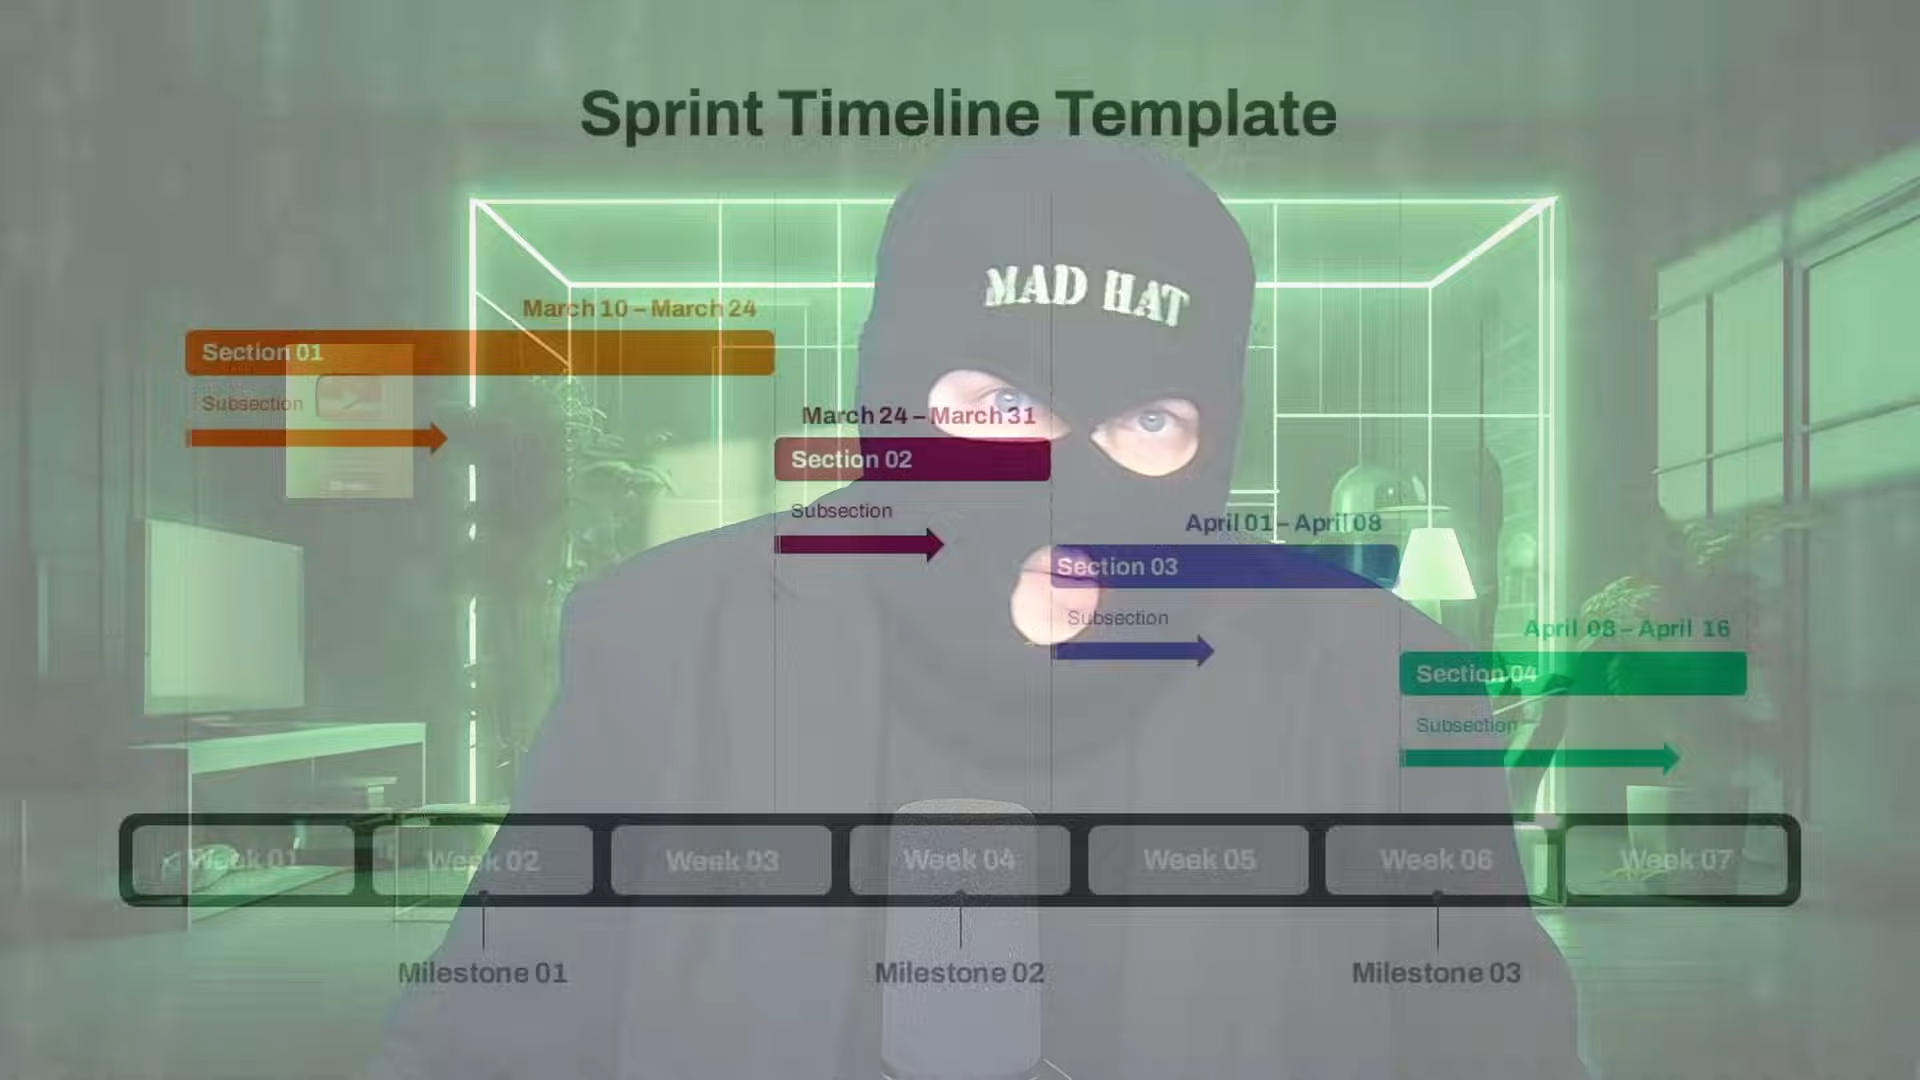 Sprint Timeline Template
MAD HAT
March 10 – March 24
Section 01
Subsection
March 24 – March 31
Section 02
Subsection
April 01 – April 08
Section 03
Subsection
April 08 – April 16
Section 04
Subsection
Week 01 Week 02 Week 03 Week 04 Week 05 Week 06 Week 07
Milestone 01 Milestone 02 Milestone 03